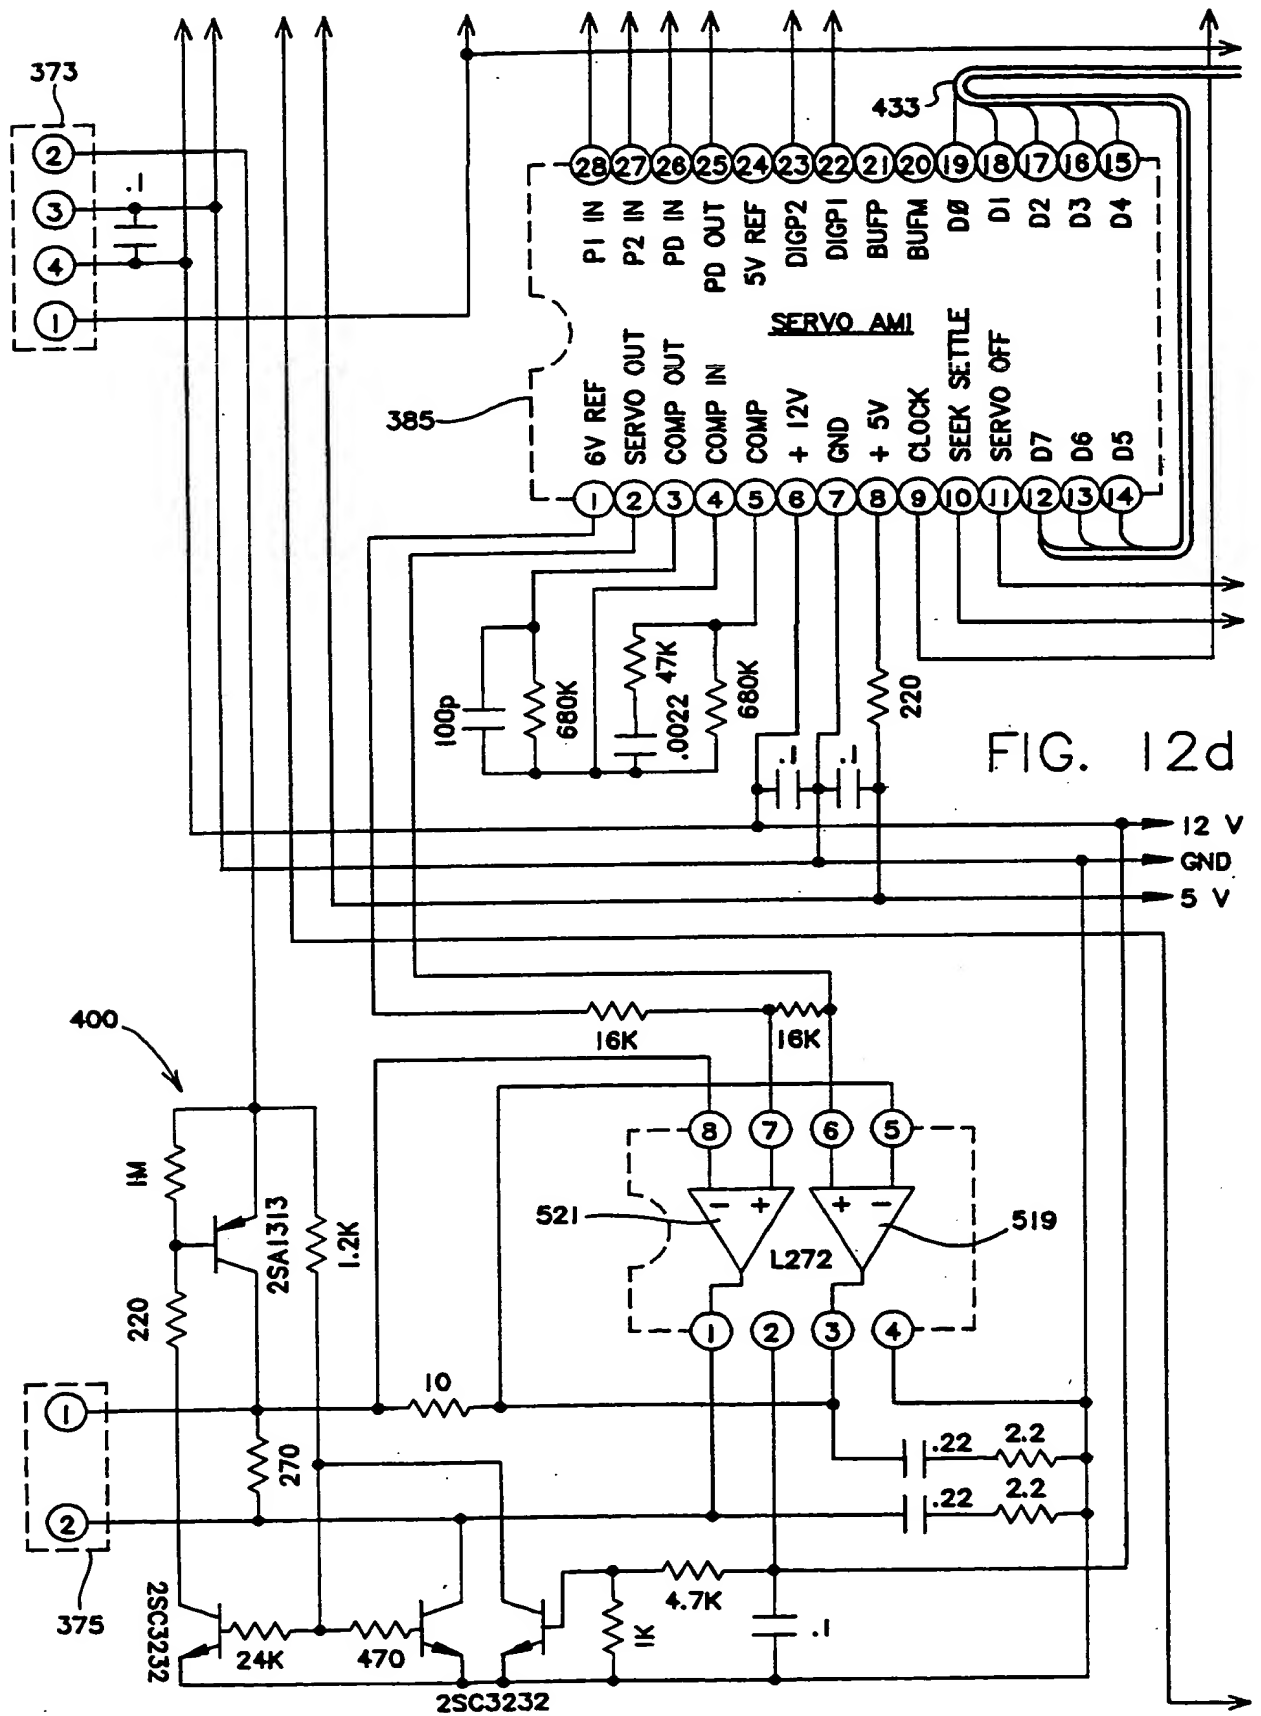 373
2
3
4
1
.1
433
28 27 26 25 24 23 22 21 20 19 18 17 16 15
P1 IN
P2 IN
PD IN
PD OUT
5V REF
DIGP2
DIGP1
BUFP
BUFM
DØ
D1
D2
D3
D4
SERVO AM1
385
6V REF
SERVO OUT
COMP OUT
COMP IN
COMP
+ 12V
GND
+ 5V
CLOCK
SEEK SETTLE
SERVO OFF
D7
D6
D5
1 2 3 4 5 6 7 8 9 10 11 12 13 14
100p
680K
47K
.0022
680K
220
.1
.1
FIG. 12d
12 V
GND
5 V
400
16K
16K
8 7 6 5
1M
2SA1313
1.2K
521
- +
+ -
519
L272
220
1 2 3 4
1
10
270
.22
2.2
2
.22
2.2
375
2SC3232
24K
470
4.7K
1K
.1
2SC3232